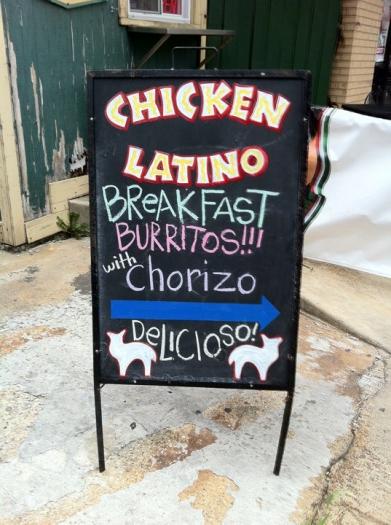 CHICKEN
LATINO
BREAKFAST
BURRITOS!!!
with Chorizo
DELICIOSO!